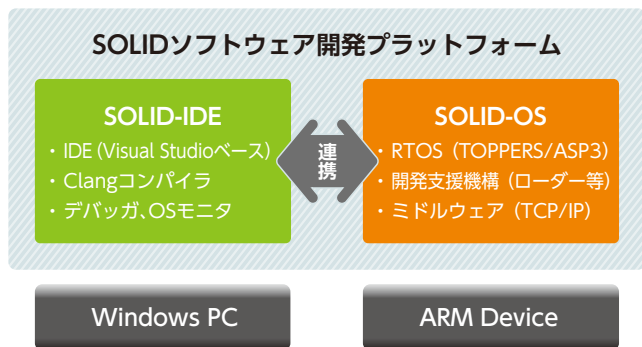 SOLIDソフトウェア開発プラットフォーム
SOLID-IDE
・IDE(Visual Studioベース)
・Clangコンパイラ
・デバッガ、OSモニタ
連携
SOLID-OS
・RTOS（TOPPERS/ASP3）
・開発支援機構（ローダー等）
・ミドルウェア（TCP/IP）
Windows PC
ARM Device